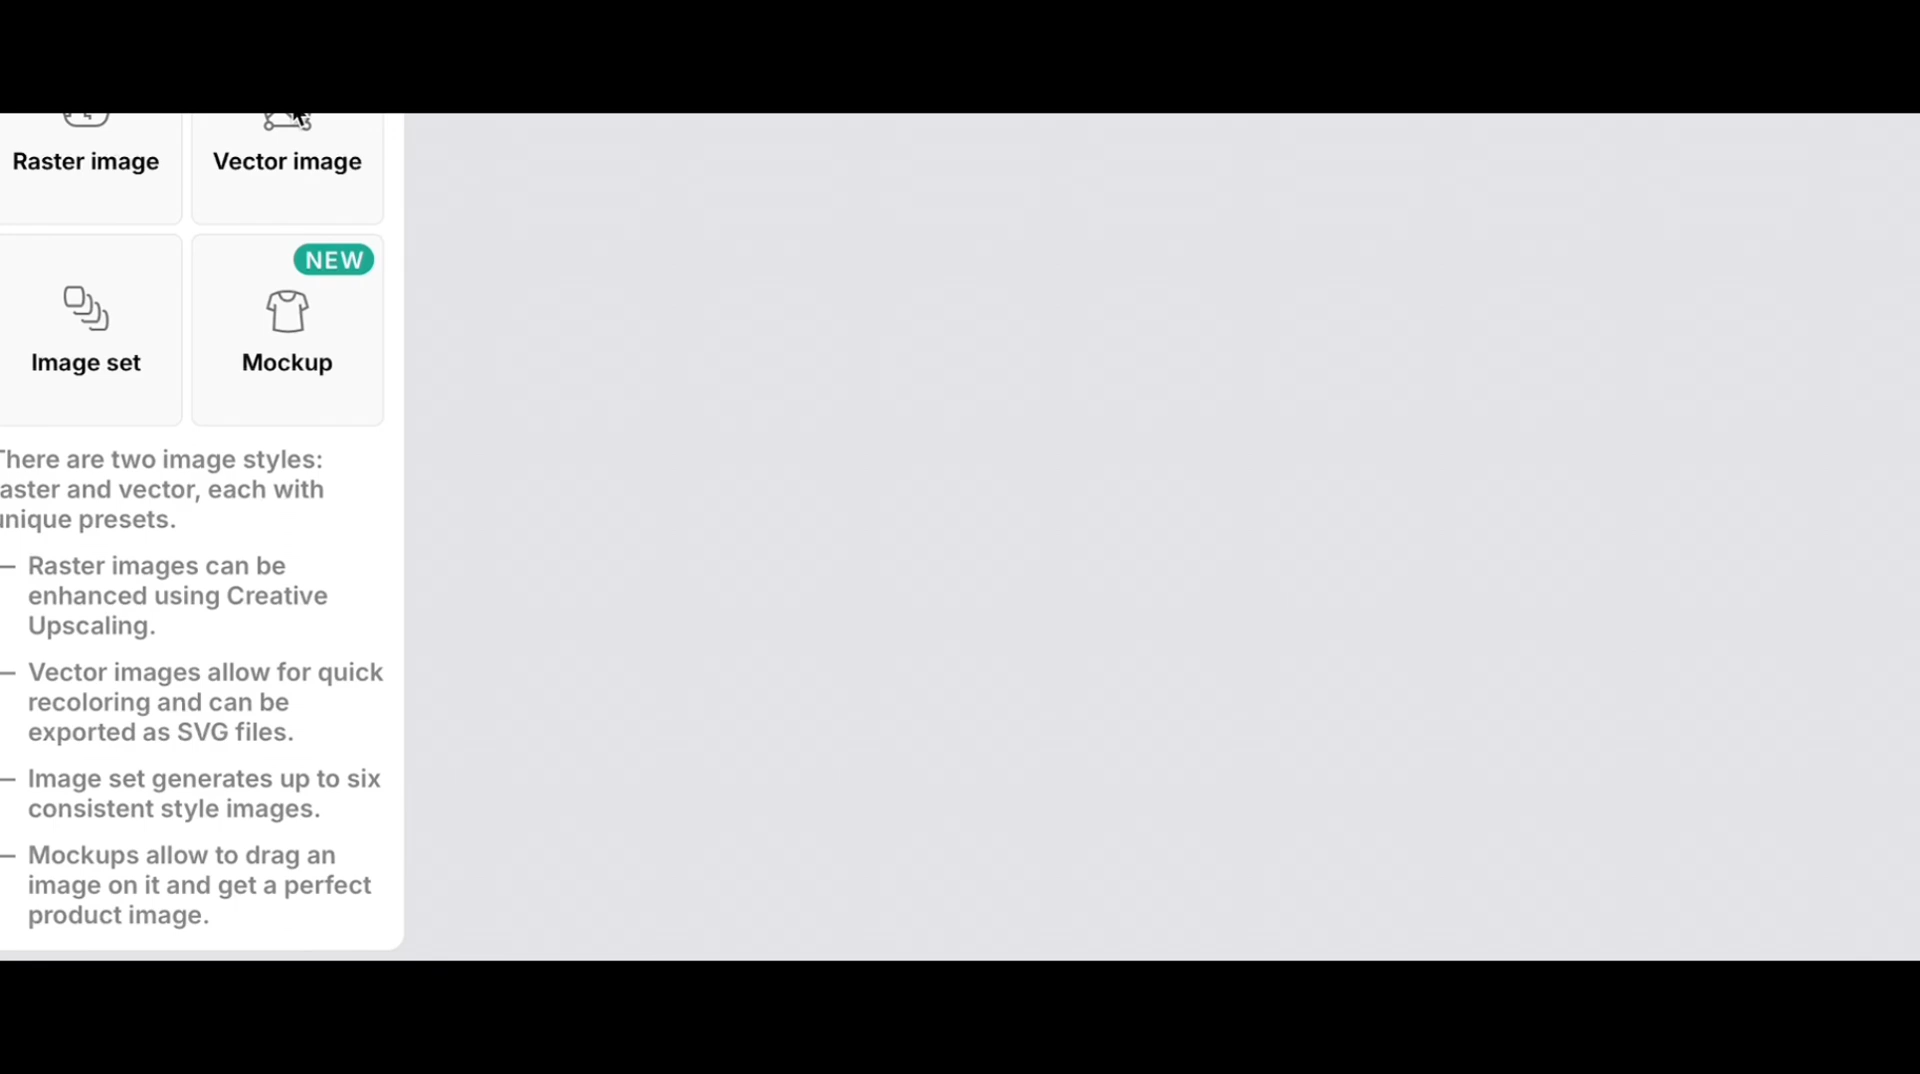 Raster image
Vector image
NEW
Image set
Mockup
There are two image styles:
aster and vector, each with
unique presets.
— Raster images can be
enhanced using Creative
Upscaling.
— Vector images allow for quick
recoloring and can be
exported as SVG files.
— Image set generates up to six
consistent style images.
— Mockups allow to drag an
image on it and get a perfect
product image.